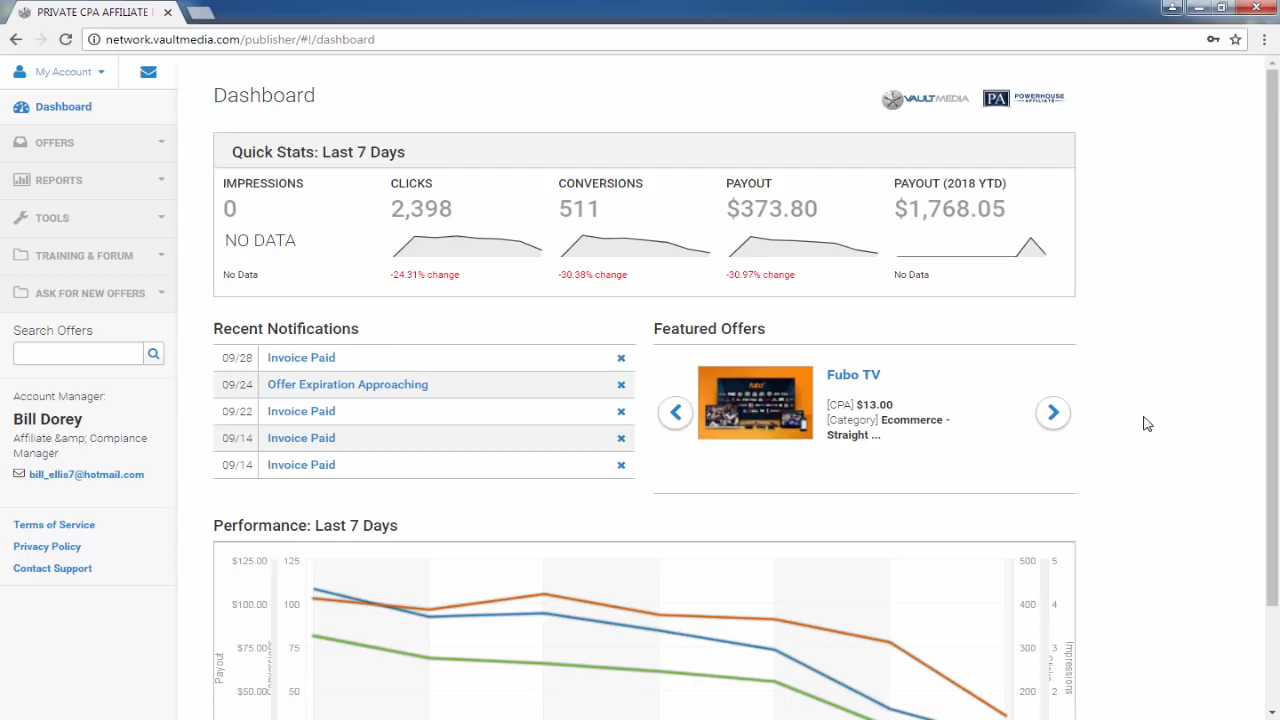 PRIVATE CPA AFFILIATE
network.vaultmedia.com/publisher/#!/dashboard
My Account
Dashboard
OFFERS
REPORTS
TOOLS
TRAINING & FORUM
ASK FOR NEW OFFERS
Search Offers
Account Manager:
Bill Dorey
Affiliate &amp; Compliance
Manager
bill_ellis7@hotmail.com
Terms of Service
Privacy Policy
Contact Support
Dashboard
VAULTMEDIA PA POWERHOUSE AFFILIATE
Quick Stats: Last 7 Days
IMPRESSIONS CLICKS CONVERSIONS PAYOUT PAYOUT (2018 YTD)
0 2,398 511 $373.80 $1,768.05
NO DATA
No Data -24.31% change -30.38% change -30.97% change No Data
Recent Notifications
09/28 Invoice Paid
09/24 Offer Expiration Approaching
09/22 Invoice Paid
09/14 Invoice Paid
09/14 Invoice Paid
Featured Offers
Fubo TV
[CPA] $13.00
[Category] Ecommerce -
Straight ...
Performance: Last 7 Days
$125.00 125 500 5
$100.00 100 400 4
$75.00 75 300 3
$50.00 50 200 2
Payout
Impressions